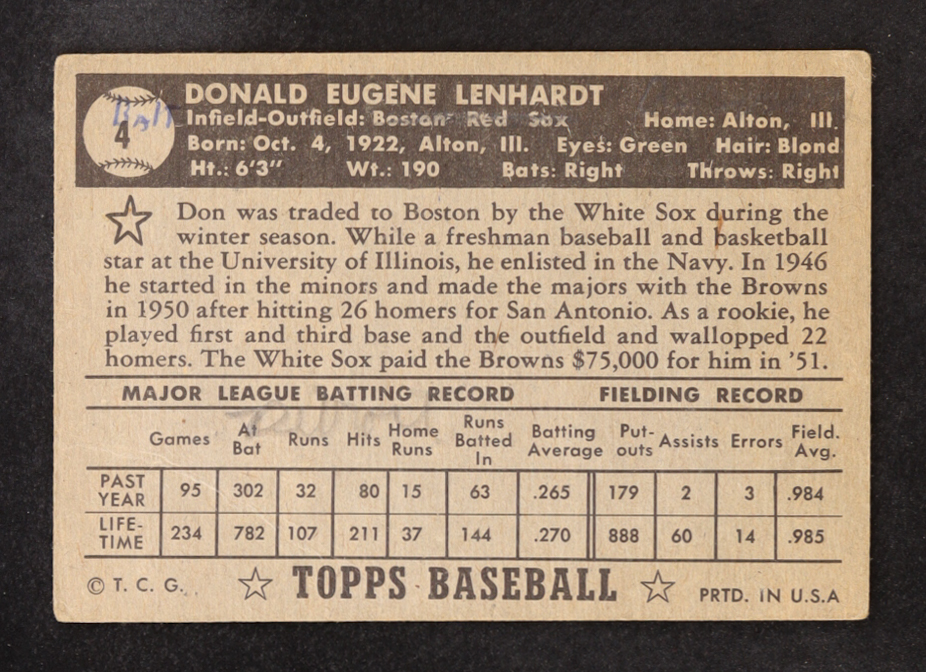 DONALD EUGENE LENHARDT
Balt
4
Infield-Outfield: Boston Red Sox Home: Alton, Ill.
Born: Oct. 4, 1922, Alton, Ill. Eyes: Green Hair: Blond
Ht.: 6'3" Wt.: 190 Bats: Right Throws: Right
Don was traded to Boston by the White Sox during the
winter season. While a freshman baseball and basketball
star at the University of Illinois, he enlisted in the Navy. In 1946
he started in the minors and made the majors with the Browns
in 1950 after hitting 26 homers for San Antonio. As a rookie, he
played first and third base and the outfield and walloped 22
homers. The White Sox paid the Browns $75,000 for him in '51.
MAJOR LEAGUE BATTING RECORD FIELDING RECORD
Games At Bat Runs Hits Home Runs Runs Batted In Batting Average Put-outs Assists Errors Field. Avg.
PAST YEAR 95 302 32 80 15 63 .265 179 2 3 .984
LIFE-TIME 234 782 107 211 37 144 .270 888 60 14 .985
© T. C. G. TOPPS BASEBALL PRTD. IN U.S.A